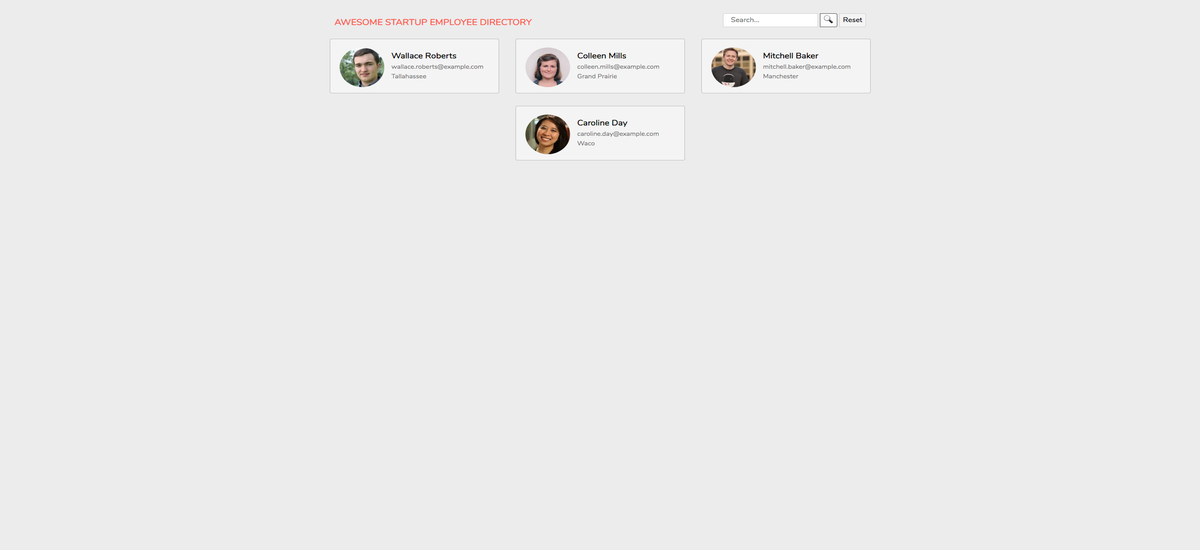 AWESOME STARTUP EMPLOYEE DIRECTORY
Search...
Reset
Wallace Roberts
wallace.roberts@example.com
Tallahassee
Colleen Mills
colleen.mills@example.com
Grand Prairie
Mitchell Baker
mitchell.baker@example.com
Manchester
Caroline Day
caroline.day@example.com
Waco